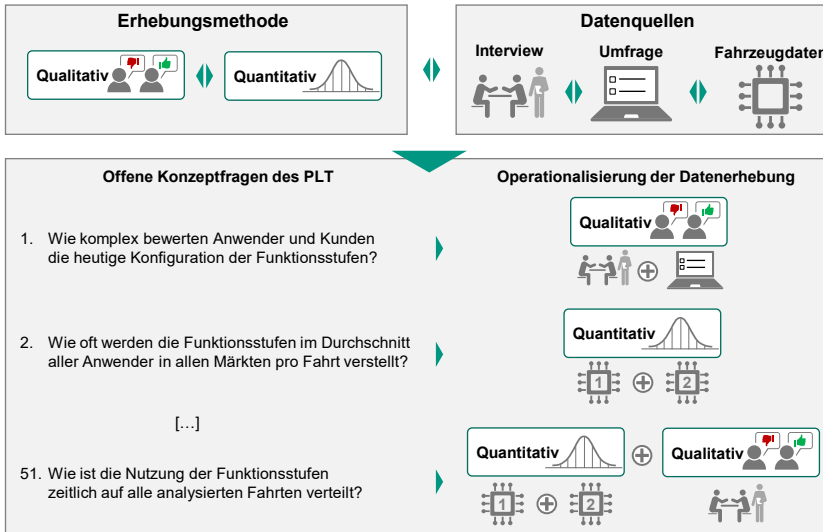 Erhebungsmethode
Qualitativ
Quantitativ
Datenquellen
Interview
Umfrage
Fahrzeugdaten
Offene Konzeptfragen des PLT
Operationalisierung der Datenerhebung
1. Wie komplex bewerten Anwender und Kunden
die heutige Konfiguration der Funktionsstufen?
Qualitativ
2. Wie oft werden die Funktionsstufen im Durchschnitt
aller Anwender in allen Märkten pro Fahrt verstellt?
Quantitativ
1
2
[…]
51. Wie ist die Nutzung der Funktionsstufen
zeitlich auf alle analysierten Fahrten verteilt?
Quantitativ
Qualitativ
1
2